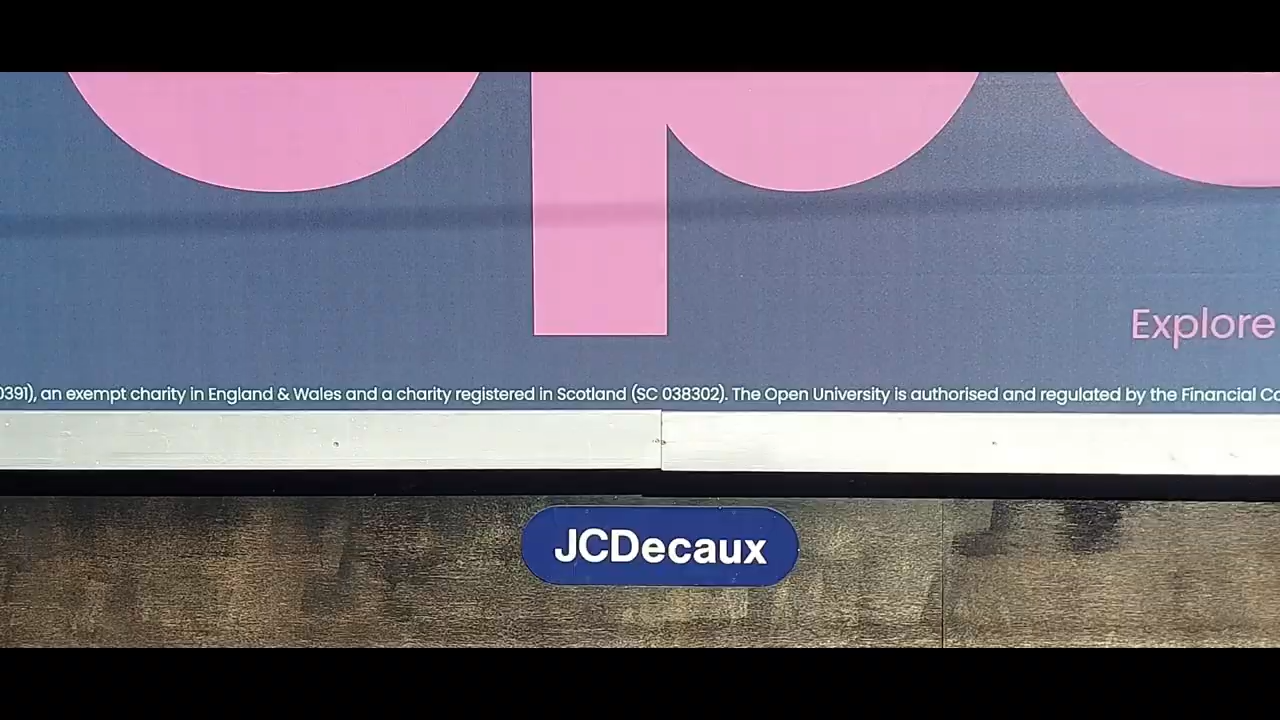 Explore
0391), an exempt charity in England & Wales and a charity registered in Scotland (SC 038302). The Open University is authorised and regulated by the Financial Co
JCDecaux